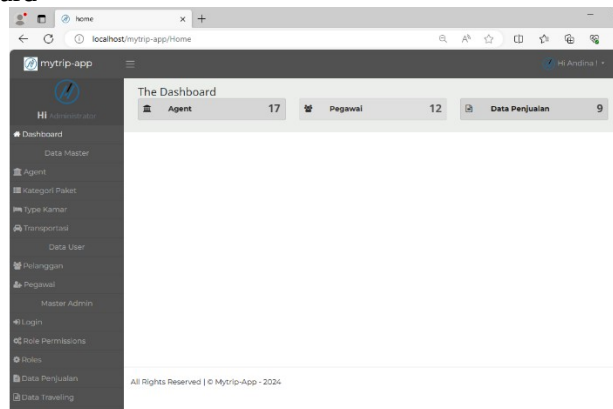 home
localhost/mytrip-app/Home
mytrip-app
Hi Andina !
Hi Administrator
The Dashboard
Agent 17
Pegawai 12
Data Penjualan 9
Dashboard
Data Master
Agent
Kategori Paket
Type Kamar
Transportasi
Data User
Pelanggan
Pegawai
Master Admin
Login
Role Permissions
Roles
Data Penjualan
Data Traveling
All Rights Reserved | © Mytrip-App - 2024